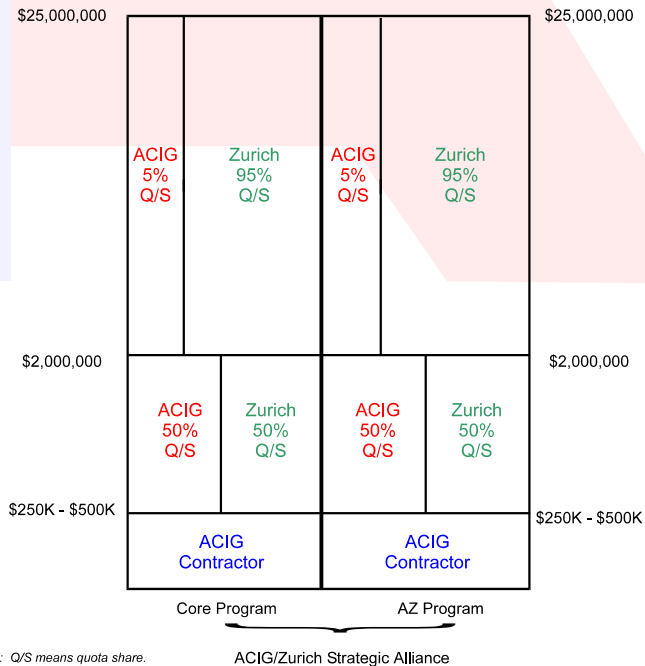 $25,000,000
$25,000,000
ACIG
5%
Q/S
Zurich
95%
Q/S
ACIG
5%
Q/S
Zurich
95%
Q/S
$2,000,000
$2,000,000
ACIG
50%
Q/S
Zurich
50%
Q/S
ACIG
50%
Q/S
Zurich
50%
Q/S
$250K - $500K
$250K - $500K
ACIG
Contractor
ACIG
Contractor
Core Program
AZ Program
: Q/S means quota share.
ACIG/Zurich Strategic Alliance